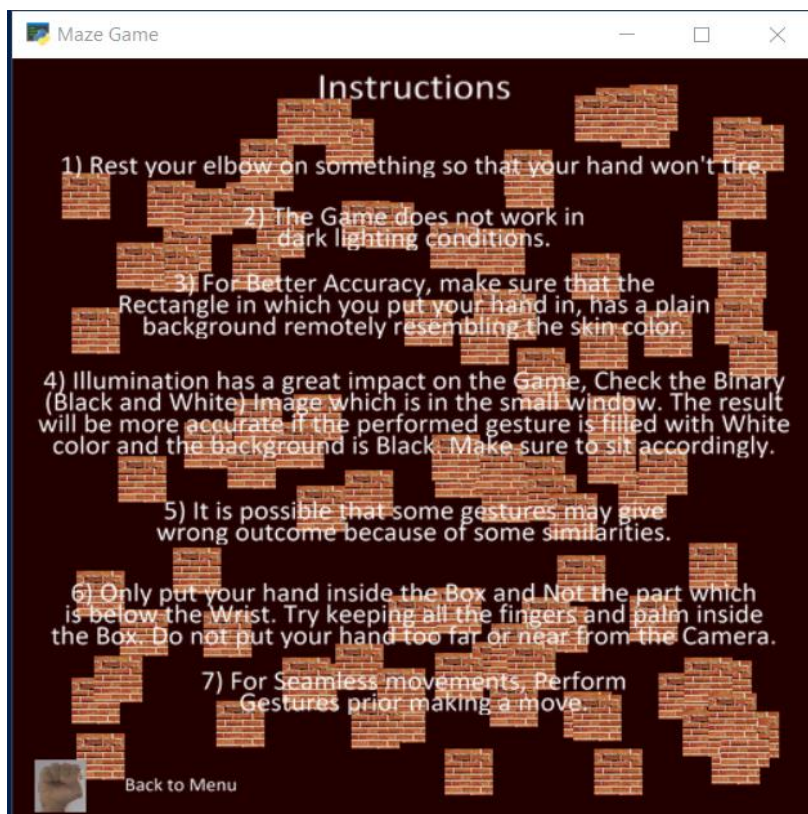 Maze Game
Instructions
1) Rest your elbow on something so that your hand won't tire.
2) The Game does not work in
dark lighting conditions.
3) For Better Accuracy, make sure that the
Rectangle in which you put your hand in, has a plain
background remotely resembling the skin color.
4) Illumination has a great impact on the Game, Check the Binary
(Black and White) Image which is in the small window. The result
will be more accurate if the performed gesture is filled with White
color and the background is Black. Make sure to sit accordingly.
5) It is possible that some gestures may give
wrong outcome because of some similarities.
6) Only put your hand inside the Box and Not the part which
is below the Wrist. Try keeping all the fingers and palm inside
the Box. Do not put your hand too far or near from the Camera.
7) For Seamless movements, Perform
Gestures prior making a move.
Back to Menu